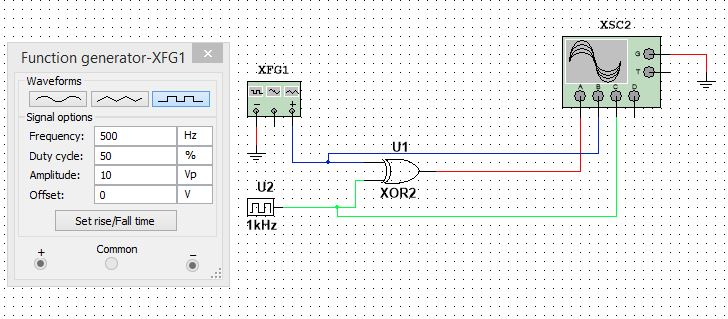 Function generator-XFG1
Waveforms
Signal options
Frequency: 500 Hz
Duty cycle: 50 %
Amplitude: 10 Vp
Offset: 0 V
Set rise/Fall time
+ Common −
XFG1
− +
U1
XOR2
U2
1kHz
XSC2
G
T
A B C D